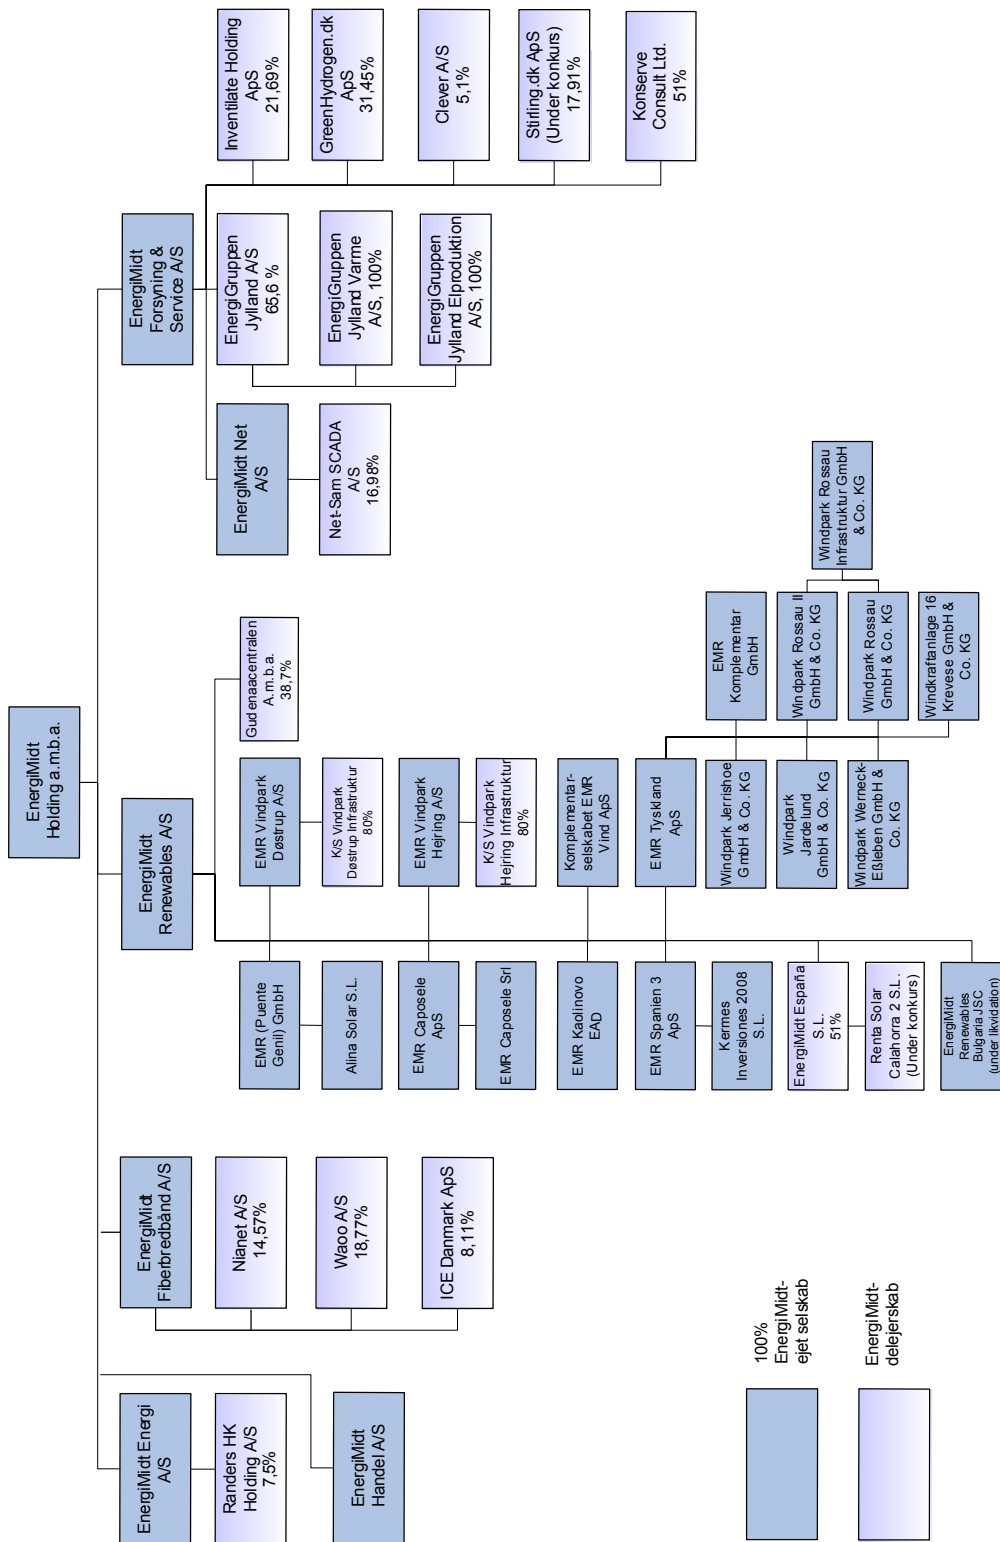 EnergiMidt
Holding a.m.b.a.
EnergiMidt Energi
A/S
Randers HK
Holding A/S
7,5%
EnergiMidt
Handel A/S
EnergiMidt
Fiberbredbånd A/S
Nianet A/S
14,57%
Waoo A/S
18,77%
ICE Danmark ApS
8,11%
EnergiMidt
Renewables A/S
Gudenaacentralen
A.m.b.a.
38,7%
EMR (Puente
Genil) GmbH
Alina Solar S.L.
EMR Caposele
ApS
EMR Caposele Srl
EMR Kaolinovo
EAD
EMR Spanien 3
ApS
Kermes
Inversiones 2008
S.L.
EnergiMidt España
S.L.
51%
Renta Solar
Calahorra 2 S.L.
(Under konkurs)
EnergiMidt
Renewables
Bulgaria JSC
(under likvidation)
EMR Vindpark
Døstrup A/S
K/S Vindpark
Døstrup Infrastruktur
80%
EMR Vindpark
Hejring A/S
K/S Vindpark
Hejring Infrastruktur
80%
Komplementar-
selskabet EMR
Vind ApS
EMR Tyskland
ApS
Windpark Jerrishoe
GmbH & Co. KG
Windpark
Jardelund
GmbH & Co. KG
Windpark Werneck-
Eßleben GmbH &
Co. KG
EMR
Komplementar
GmbH
Windpark Rossau II
GmbH & Co. KG
Windpark Rossau
GmbH & Co. KG
Windkraftanlage 16
Krevese GmbH &
Co. KG
Windpark Rossau
Infrastruktur GmbH
& Co. KG
EnergiMidt
Forsyning &
Service A/S
EnergiMidt Net
A/S
Net-Sam SCADA
A/S
16,98%
EnergiGruppen
Jylland A/S
65,6 %
EnergiGruppen
Jylland Varme
A/S, 100%
EnergiGruppen
Jylland Elproduktion
A/S, 100%
Inventilate Holding
ApS
21,69%
GreenHydrogen.dk
ApS
31,45%
Clever A/S
5,1%
Stirling.dk ApS
(Under konkurs)
17,91%
Konserve
Consult Ltd.
51%
100%
EnergiMidt-
ejet selskab
EnergiMidt-
delejerskab